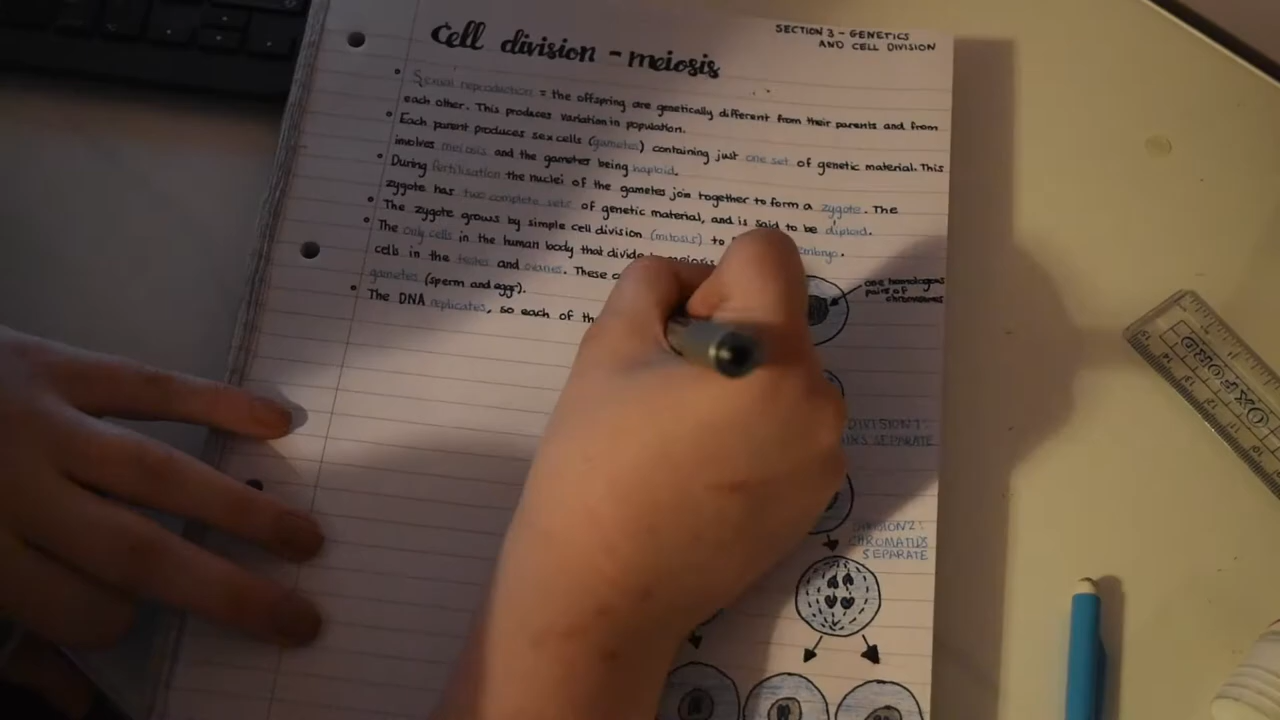 Cell division - meiosis
SECTION 3 - GENETICS
AND CELL DIVISION
Sexual reproduction = the offspring are genetically different from their parents and from
each other. This produces variation in population.
Each parent produces sex cells (gametes) containing just one set of genetic material. This
involves meiosis and the gametes being haploid.
During fertilisation the nuclei of the gametes join together to form a zygote. The
zygote has two complete sets of genetic material, and is said to be diploid.
The zygote grows by simple cell division (mitosis) to embryo.
The only cells in the human body that divide by meiosis
cells in the testes and ovaries. These
gametes (sperm and eggs).
The DNA replicates, so each of th
one homologous
pairs of
chromosomes
DIVISION 1:
SEPARATE
DIVISION 2:
CHROMATIDS
SEPARATE
OXFORD